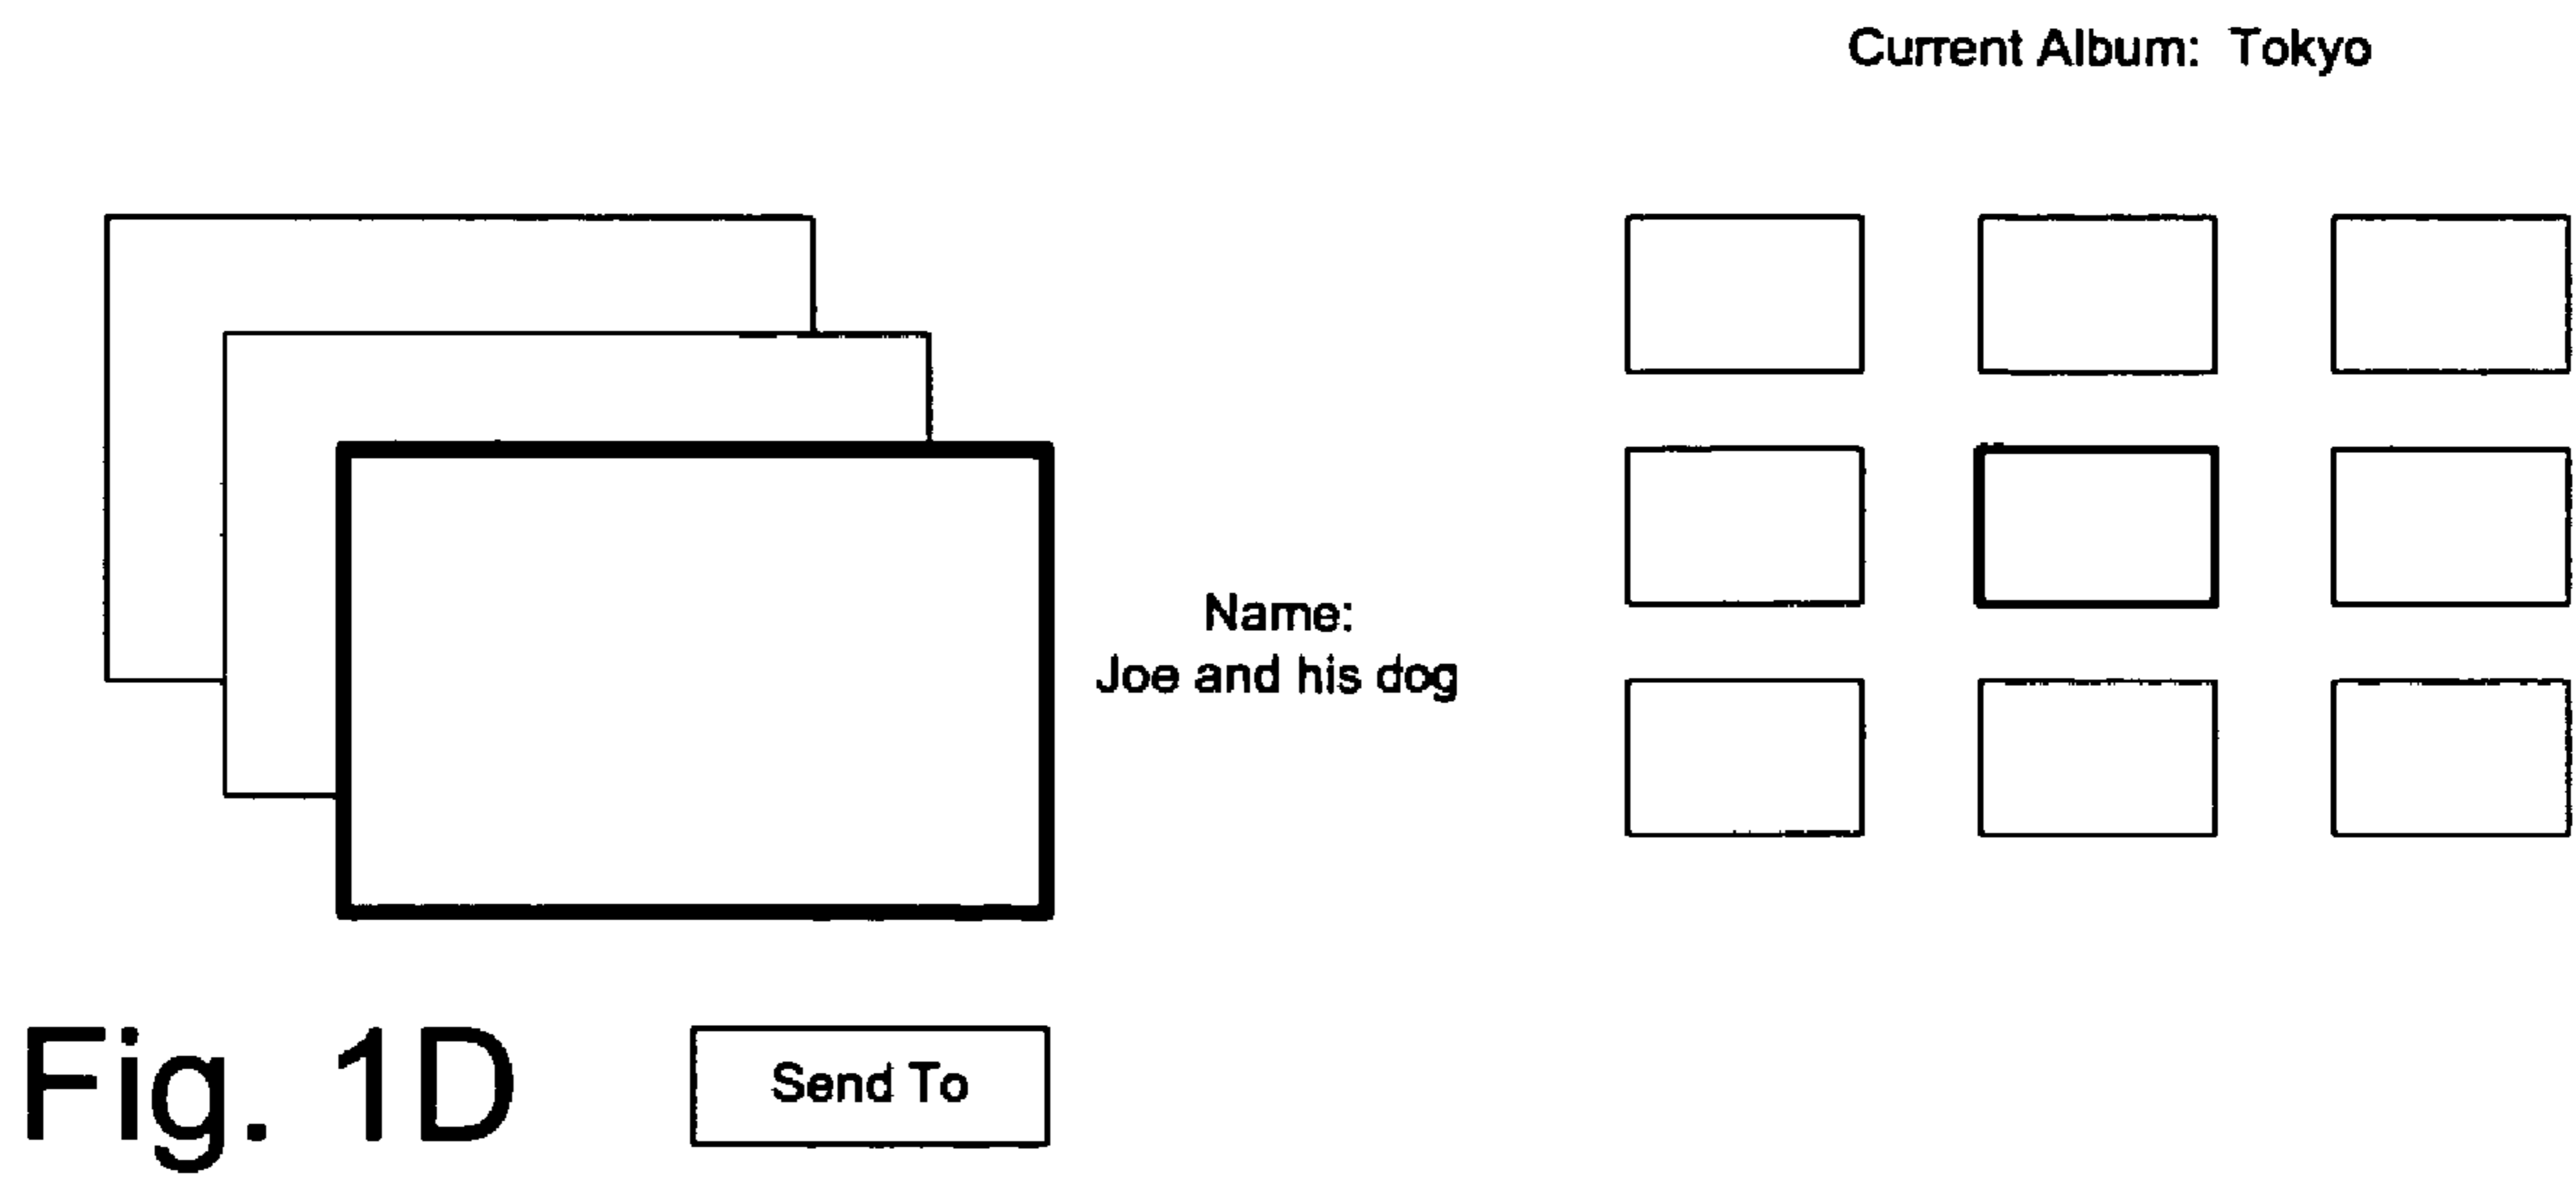 Current Album: Tokyo
Name:
Joe and his dog
Send To
Fig. 1D